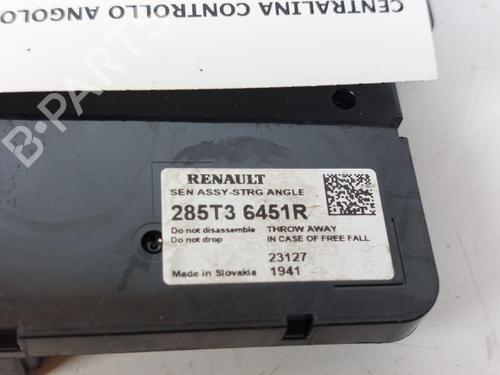 CENTRALINA CONTROLLO ANGOLO
B-PARTS
RENAULT
SEN ASSY-STRG ANGLE
285T3 6451R
Do not disassemble THROW AWAY
Do not drop IN CASE OF FREE FALL
23127
Made in Slovakia 1941